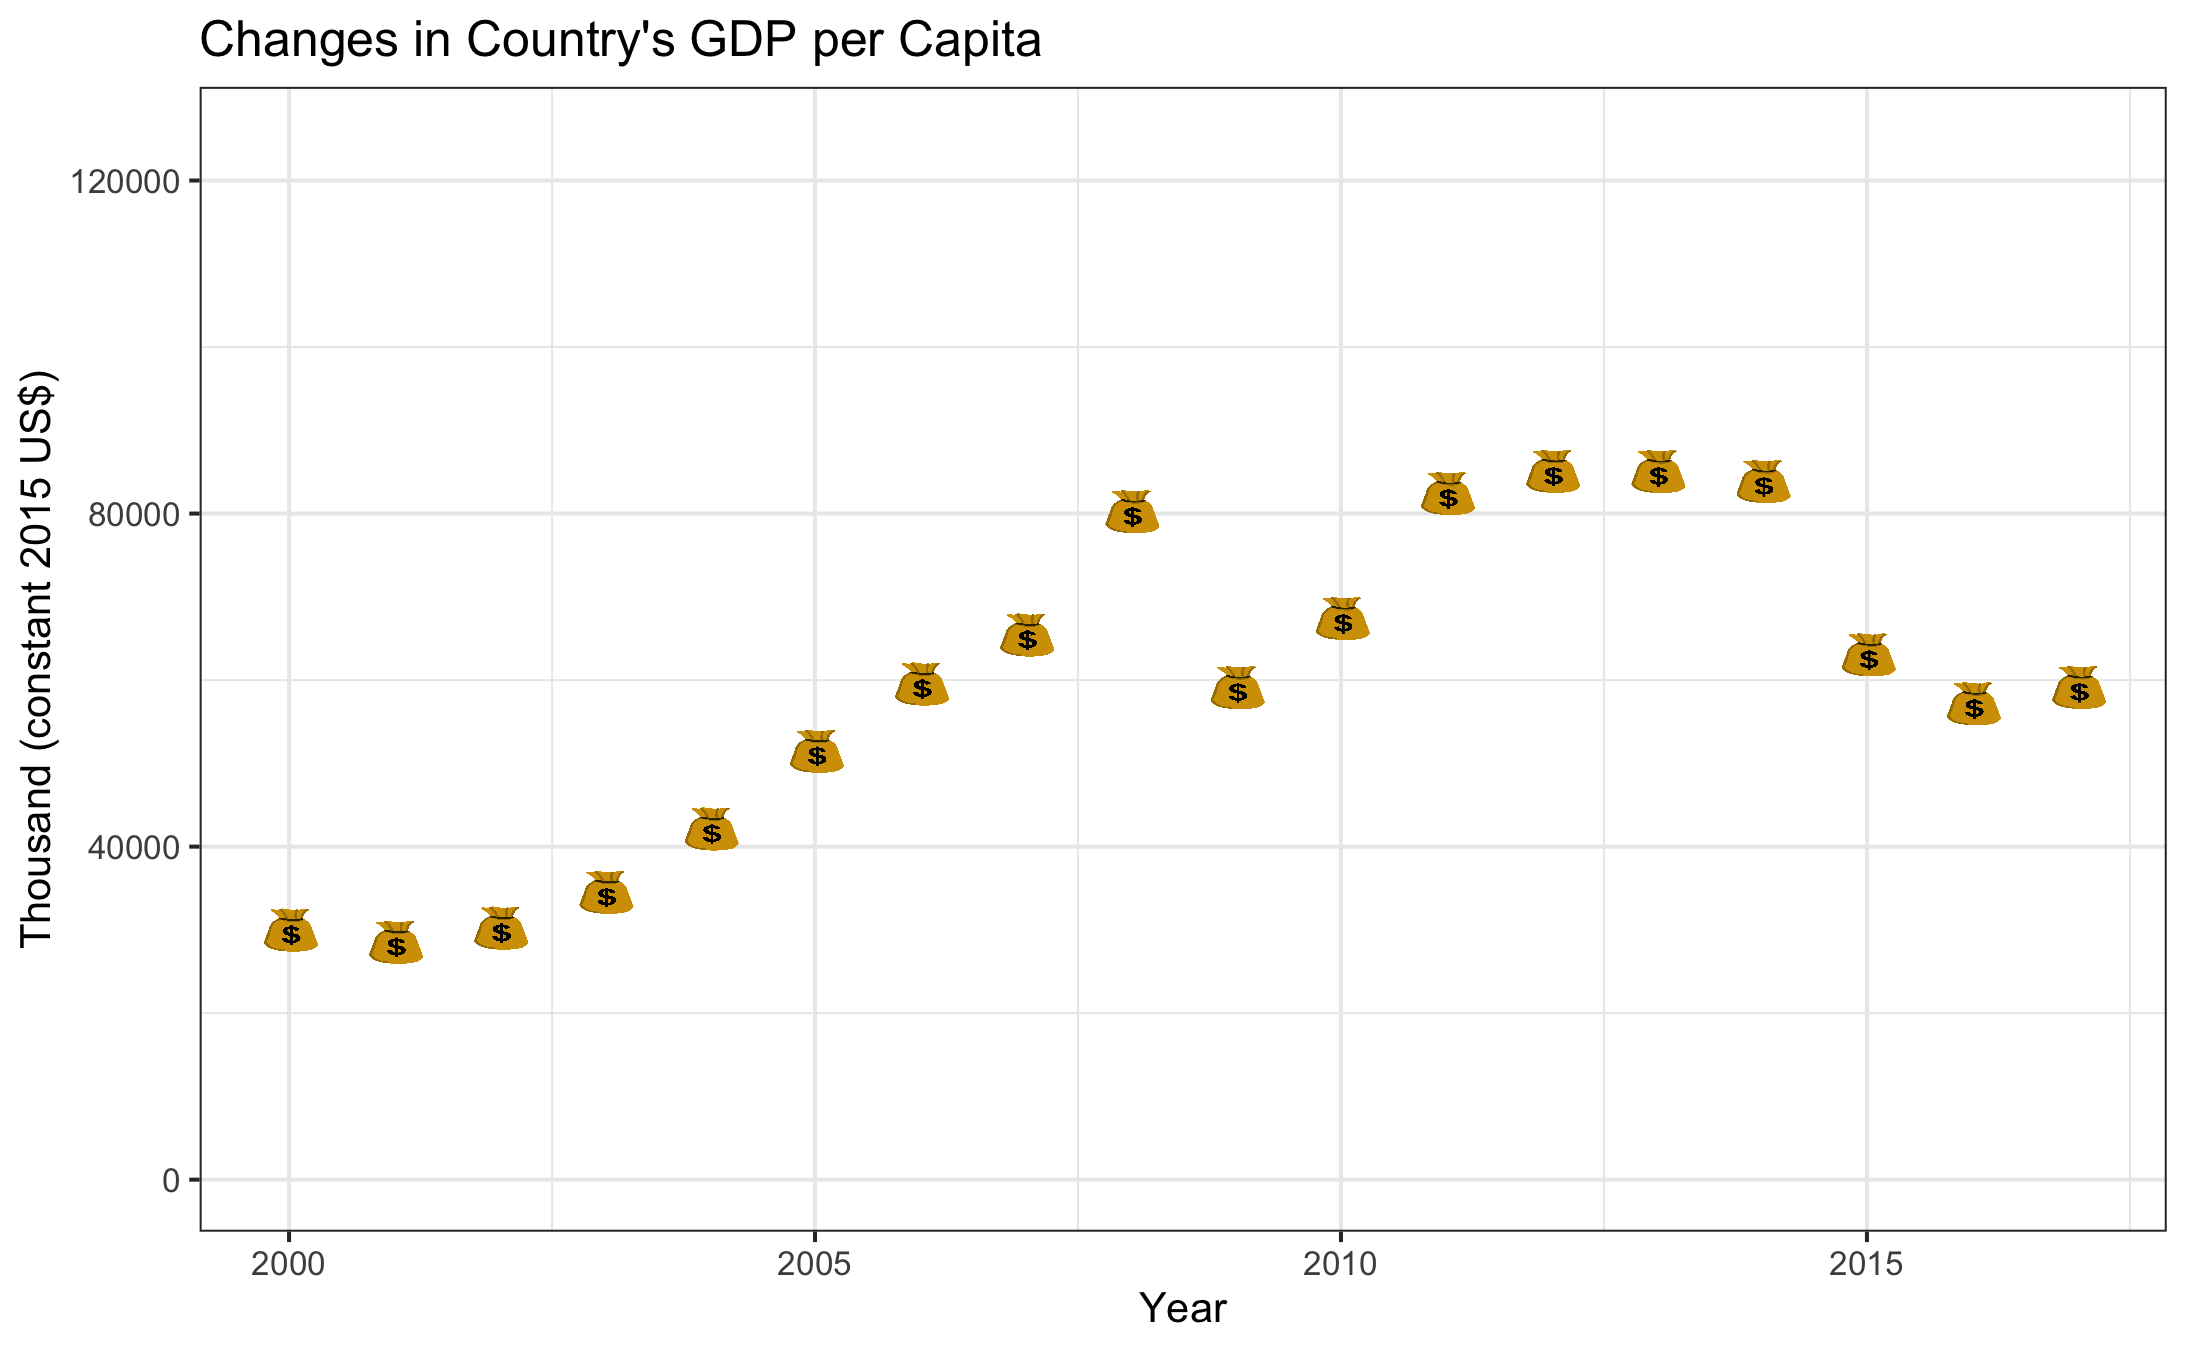 Changes in Country's GDP per Capita
Thousand (constant 2015 US$)
120000
80000
40000
0
$ $ $ $ $ $ $ $ $ $ $ $ $ $ $ $ $ $
2000 2005 2010 2015
Year